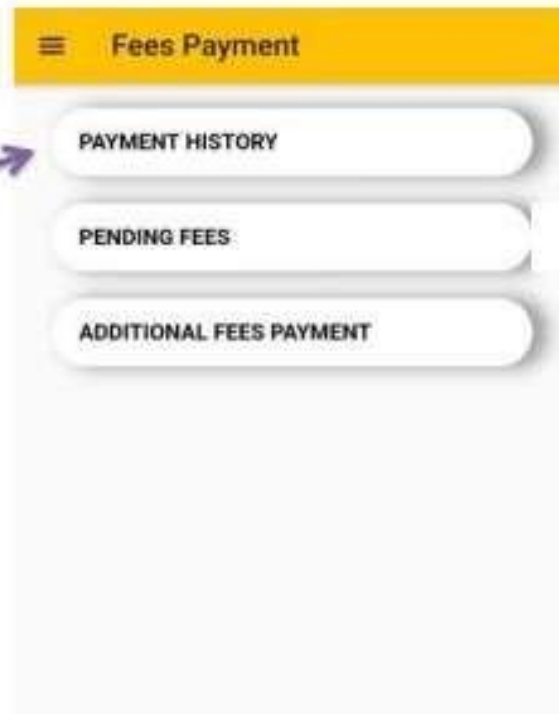 Fees Payment
PAYMENT HISTORY
PENDING FEES
ADDITIONAL FEES PAYMENT